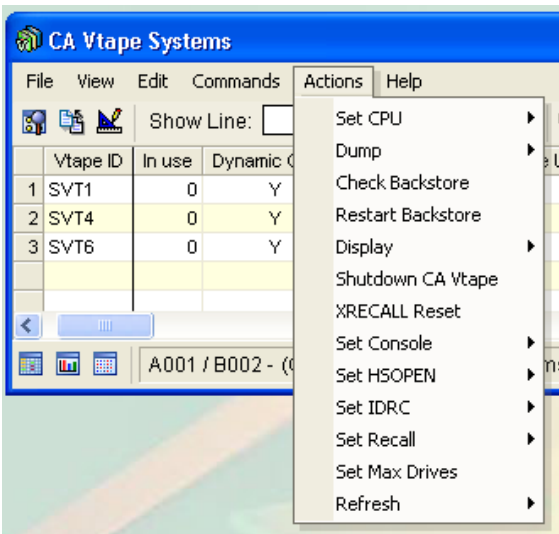 CA Vtape Systems
File View Edit Commands Actions Help
Show Line:
Vtape ID In use Dynamic
1 SVT1 0 Y
2 SVT4 0 Y
3 SVT6 0 Y
A001 / B002 -
Set CPU
Dump
Check Backstore
Restart Backstore
Display
Shutdown CA Vtape
XRECALL Reset
Set Console
Set HSOPEN
Set IDRC
Set Recall
Set Max Drives
Refresh